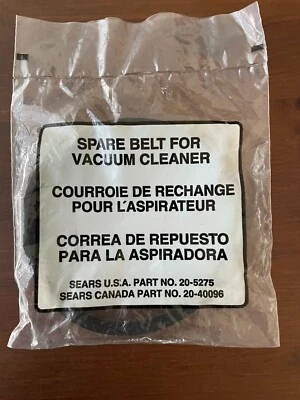 SPARE BELT FOR
VACUUM CLEANER
COURROIE DE RECHANGE
POUR L'ASPIRATEUR
CORREA DE REPUESTO
PARA LA ASPIRADORA
SEARS U.S.A. PART NO. 20-5275
SEARS CANADA PART NO. 20-40096